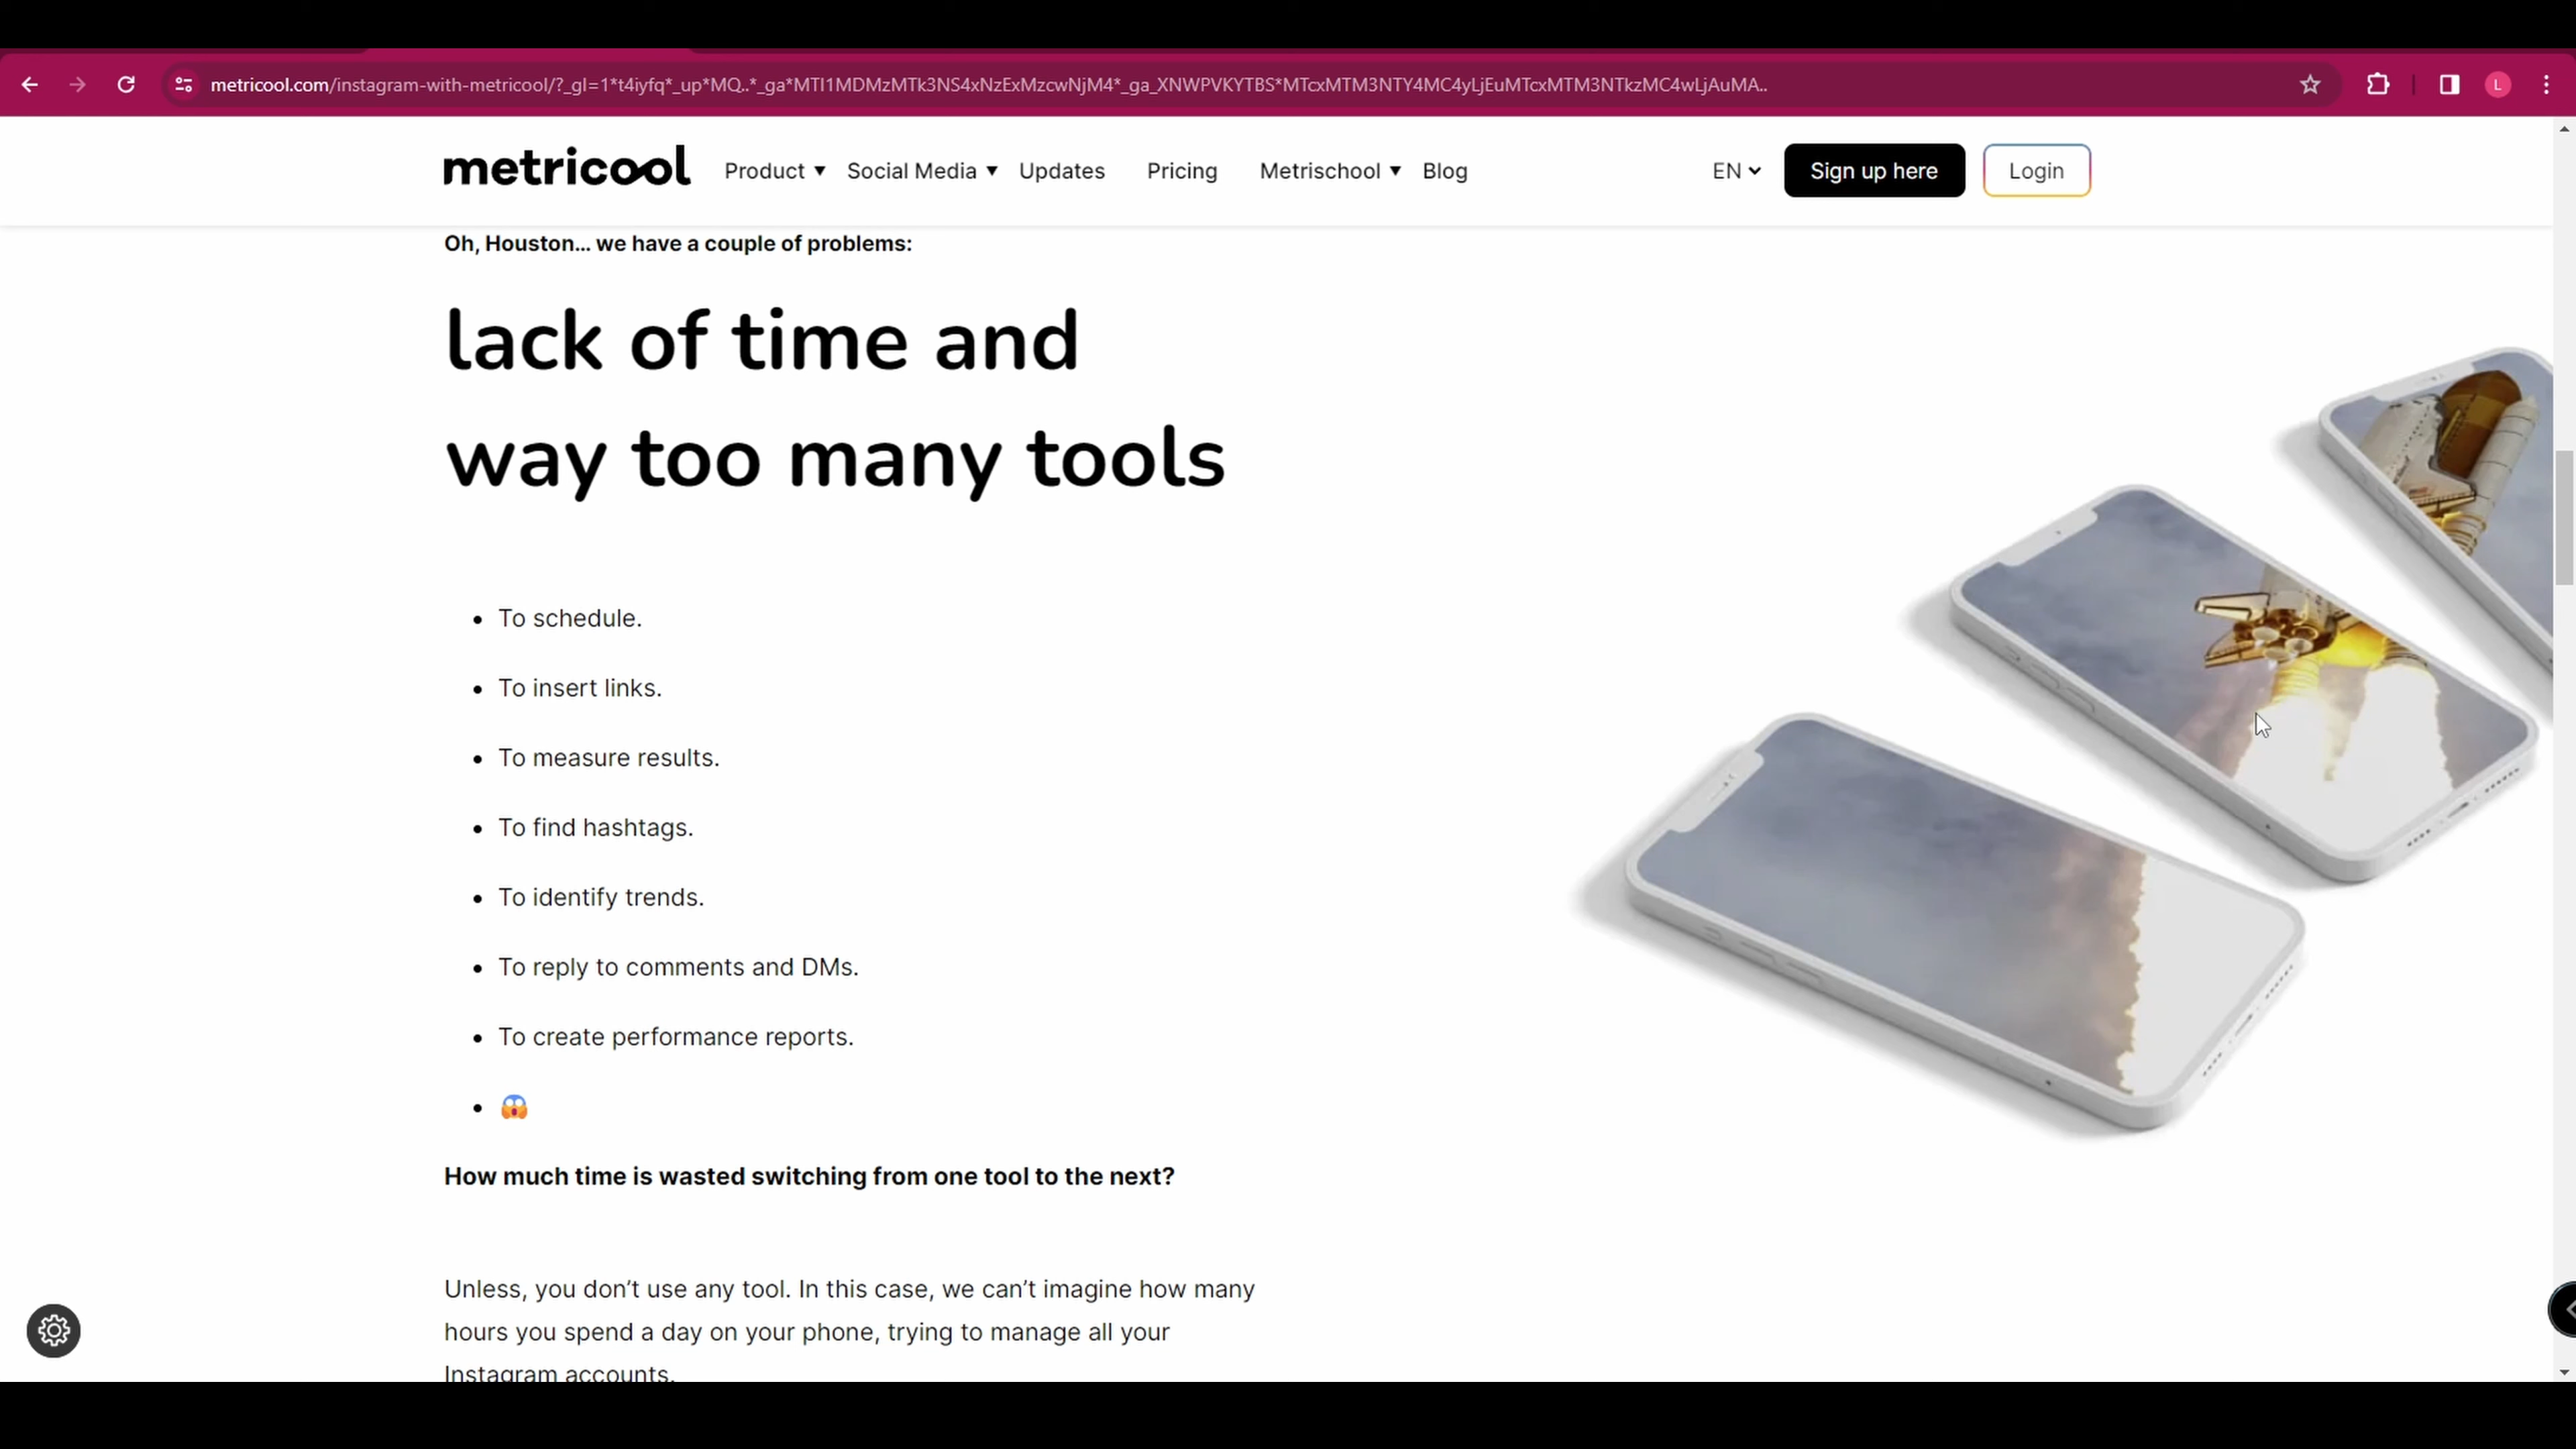 metricool.com/instagram-with-metricool/?_gl=1*t4iyfq*_up*MQ..*_ga*MTI1MDMzMTk3NS4xNzExMzcwNjM4*_ga_XNWPVKYTBS*MTcxMTM3NTY4MC4yLjEuMTcxMTM3NTkzMC4wLjAuMA..
L
metricool Product Social Media Updates Pricing Metrischool Blog EN Sign up here Login
Oh, Houston... we have a couple of problems:
lack of time and
way too many tools
To schedule.
To insert links.
To measure results.
To find hashtags.
To identify trends.
To reply to comments and DMs.
To create performance reports.
😱
How much time is wasted switching from one tool to the next?
Unless, you don't use any tool. In this case, we can't imagine how many
hours you spend a day on your phone, trying to manage all your
Instagram accounts.